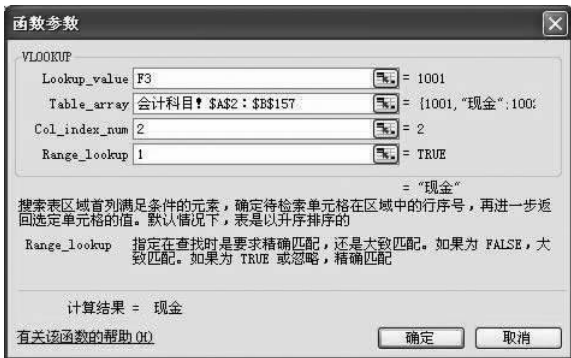 函数参数
VLOOKUP
Lookup_value F3 = 1001
Table_array 会计科目! $A$2:$B$157 = {1001,"现金";1002
Col_index_num 2 = 2
Range_lookup 1 = TRUE
= "现金"
搜索表区域首列满足条件的元素，确定待检索单元格在区域中的行序号，再进一步返
回选定单元格的值。默认情况下，表是以升序排序的
Range_lookup 指定在查找时是要求精确匹配，还是大致匹配。如果为 FALSE，大
致匹配。如果为 TRUE 或忽略，精确匹配
计算结果 = 现金
有关该函数的帮助(H)
确定 取消